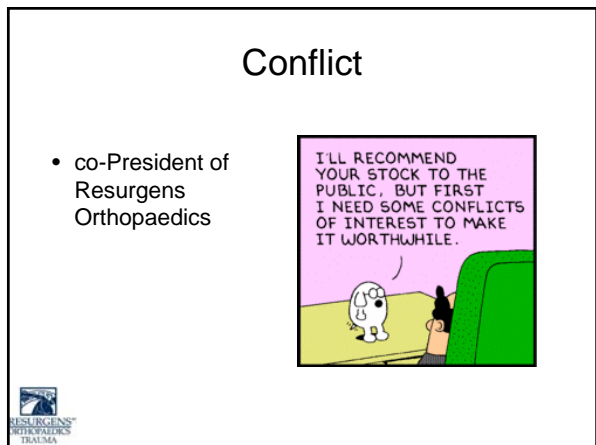 Conflict
• co-President of
Resurgens
Orthopaedics
I'LL RECOMMEND
YOUR STOCK TO THE
PUBLIC, BUT FIRST
I NEED SOME CONFLICTS
OF INTEREST TO MAKE
IT WORTHWHILE.
RESURGENS™
ORTHOPAEDICS
TRAUMA